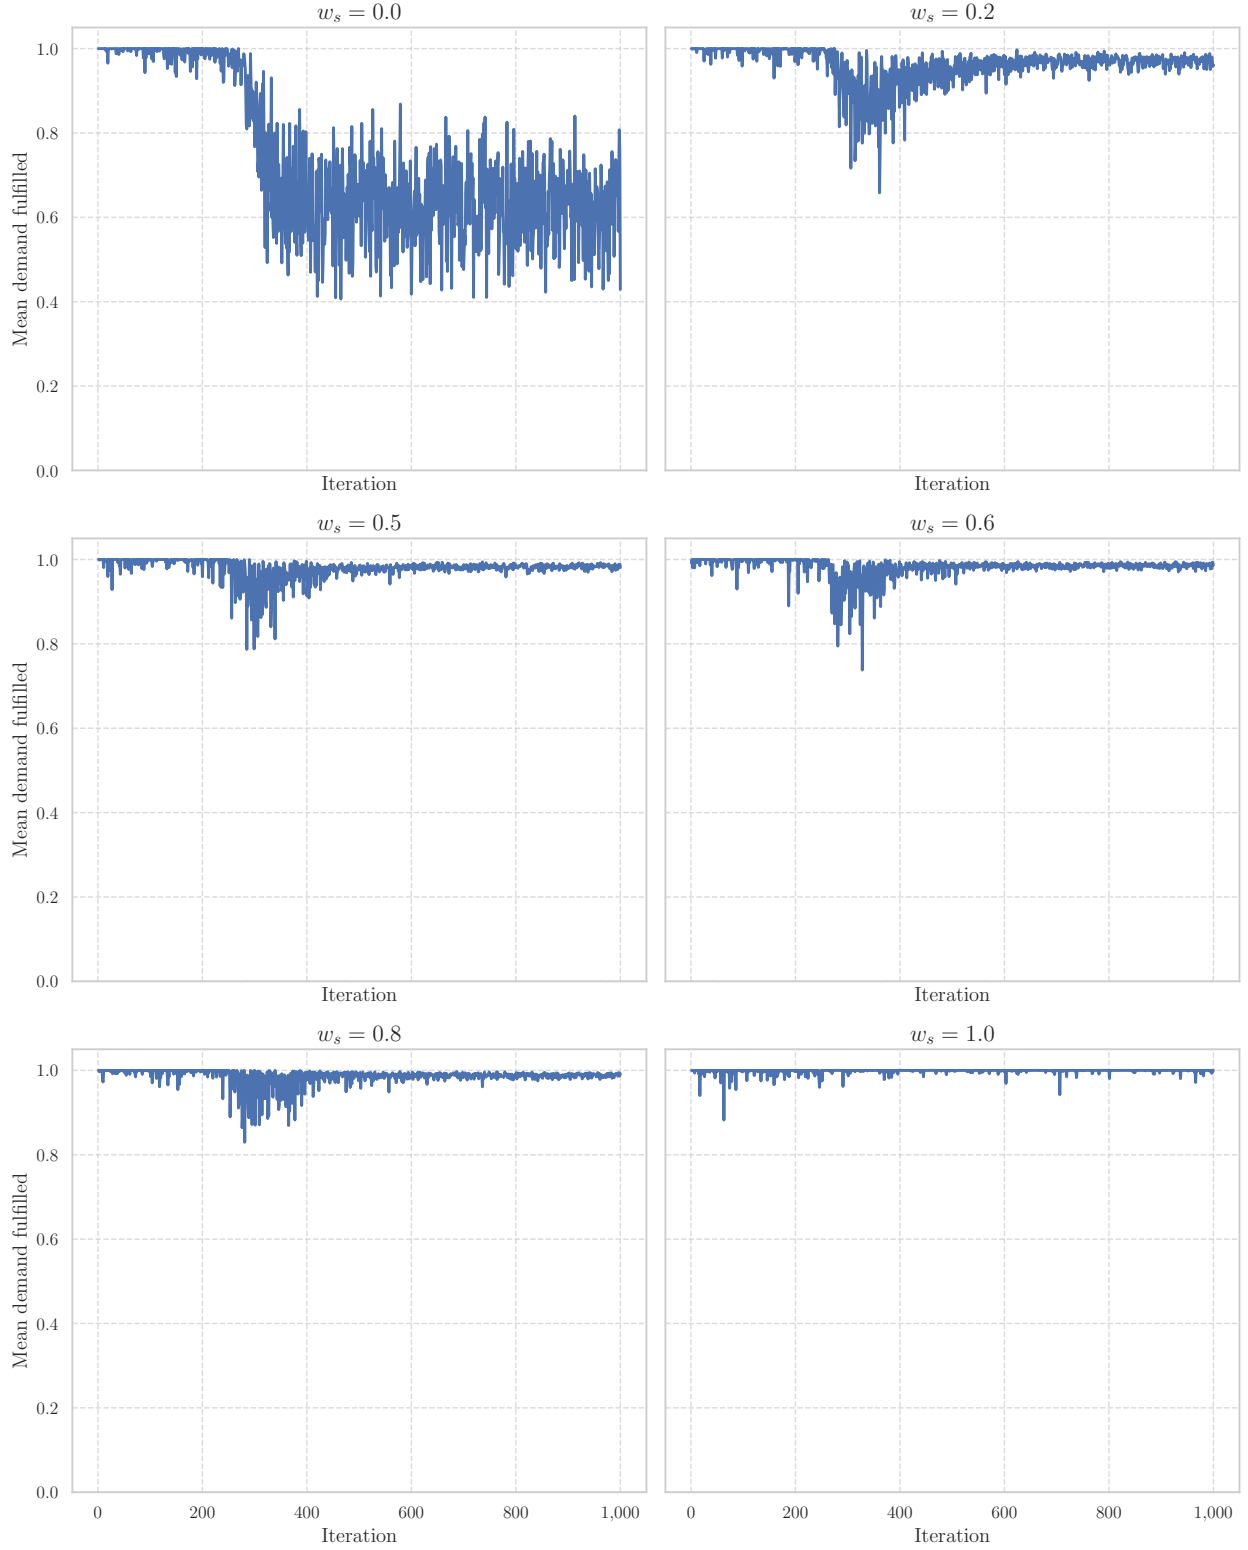 w_s = 0.0
w_s = 0.2
1.0
0.8
0.6
0.4
0.2
0.0
Mean demand fulfilled
Iteration
Iteration
w_s = 0.5
w_s = 0.6
1.0
0.8
0.6
0.4
0.2
0.0
Mean demand fulfilled
Iteration
Iteration
w_s = 0.8
w_s = 1.0
1.0
0.8
0.6
0.4
0.2
0.0
Mean demand fulfilled
0 200 400 600 800 1,000
0 200 400 600 800 1,000
Iteration
Iteration